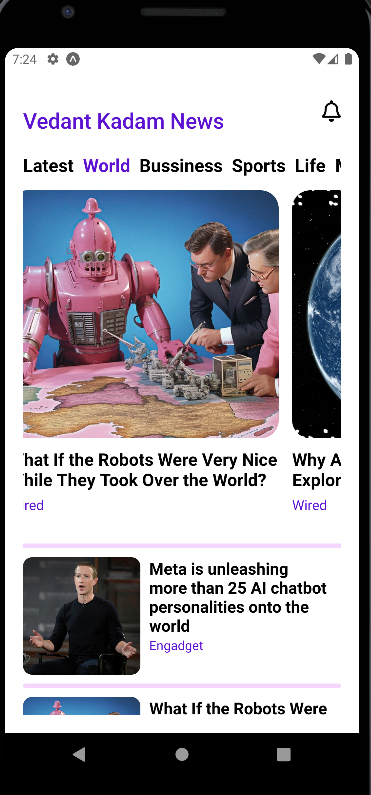 7:24
Vedant Kadam News
Latest World Bussiness Sports Life
hat If the Robots Were Very Nice
hile They Took Over the World?
red
Why A
Explor
Wired
Meta is unleashing
more than 25 AI chatbot
personalities onto the
world
Engadget
What If the Robots Were